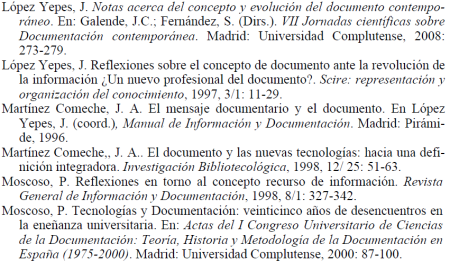 López Yepes, J. Notas acerca del concepto y evolución del documento contempo-
ráneo. En: Galende, J.C.; Fernández, S. (Dirs.). VII Jornadas científicas sobre
Documentación contemporánea. Madrid: Universidad Complutense, 2008:
273-279.
López Yepes, J. Reflexiones sobre el concepto de documento ante la revolución de
la información ¿Un nuevo profesional del documento?. Scire: representación y
organización del conocimiento, 1997, 3/1: 11-29.
Martínez Comeche, J. A. El mensaje documentario y el documento. En López
Yepes, J. (coord.), Manual de Información y Documentación. Madrid: Pirámi-
de, 1996.
Martínez Comeche,, J. A.. El documento y las nuevas tecnologías: hacia una defi-
nición integradora. Investigación Bibliotecológica, 1998, 12/ 25: 51-63.
Moscoso, P. Reflexiones en torno al concepto recurso de información. Revista
General de Información y Documentación, 1998, 8/1: 327-342.
Moscoso, P. Tecnologías y Documentación: veinticinco años de desencuentros en
la eneñanza universitaria. En: Actas del I Congreso Universitario de Ciencias
de la Documentación: Teoría, Historia y Metodología de la Documentación en
España (1975-2000). Madrid: Universidad Complutense, 2000: 87-100.